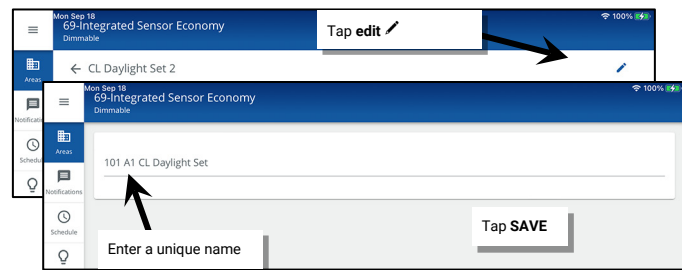 Mon Sep 18
100%
69-Integrated Sensor Economy
Dimmable
Tap edit
Areas
CL Daylight Set 2
Notificati
Schedul
Mon Sep 18
100%
69-Integrated Sensor Economy
Dimmable
Areas
101 A1 CL Daylight Set
Notifications
Schedule
Tap SAVE
Enter a unique name